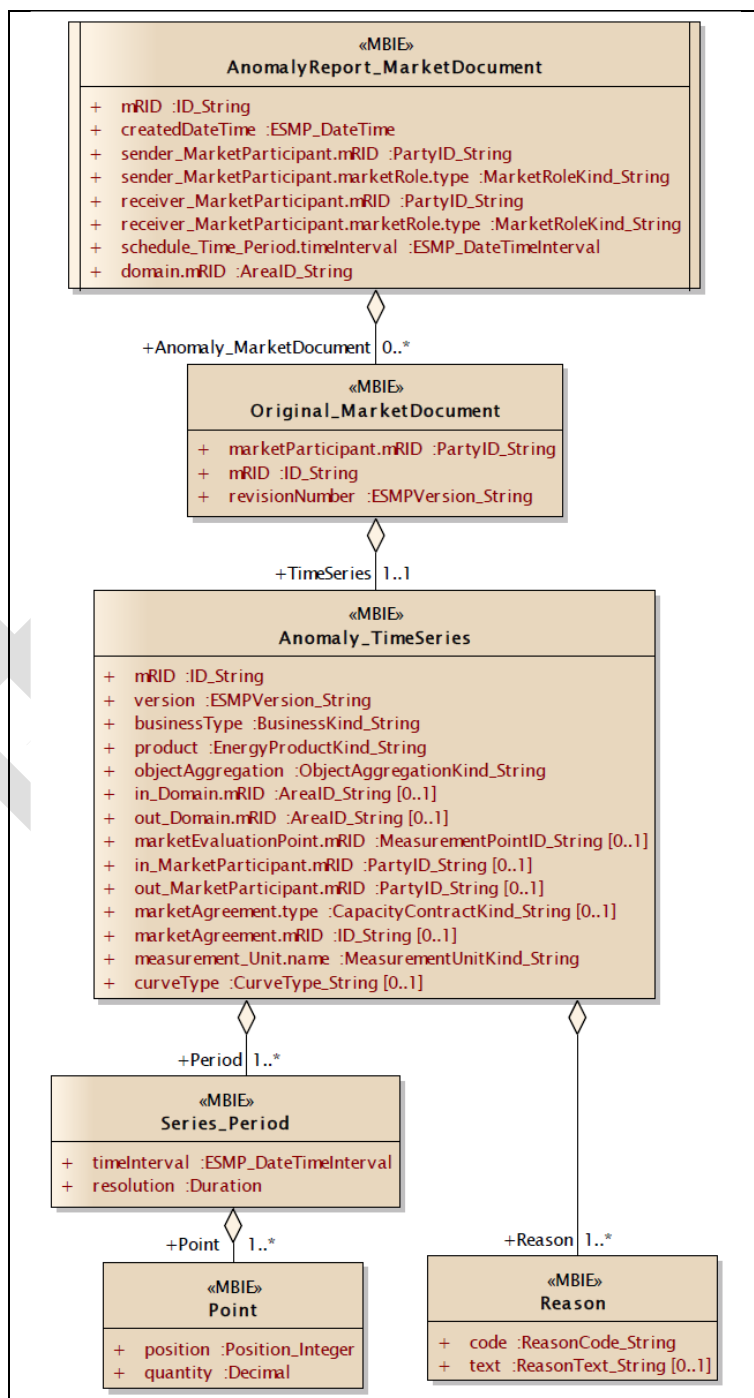 «MBIE»
AnomalyReport_MarketDocument
+ mRID :ID_String
+ createdDateTime :ESMP_DateTime
+ sender_MarketParticipant.mRID :PartyID_String
+ sender_MarketParticipant.marketRole.type :MarketRoleKind_String
+ receiver_MarketParticipant.mRID :PartyID_String
+ receiver_MarketParticipant.marketRole.type :MarketRoleKind_String
+ schedule_Time_Period.timeInterval :ESMP_DateTimeInterval
+ domain.mRID :AreaID_String
+Anomaly_MarketDocument 0..*
«MBIE»
Original_MarketDocument
+ marketParticipant.mRID :PartyID_String
+ mRID :ID_String
+ revisionNumber :ESMPVersion_String
+TimeSeries 1..1
«MBIE»
Anomaly_TimeSeries
+ mRID :ID_String
+ version :ESMPVersion_String
+ businessType :BusinessKind_String
+ product :EnergyProductKind_String
+ objectAggregation :ObjectAggregationKind_String
+ in_Domain.mRID :AreaID_String [0..1]
+ out_Domain.mRID :AreaID_String [0..1]
+ marketEvaluationPoint.mRID :MeasurementPointID_String [0..1]
+ in_MarketParticipant.mRID :PartyID_String [0..1]
+ out_MarketParticipant.mRID :PartyID_String [0..1]
+ marketAgreement.type :CapacityContractKind_String [0..1]
+ marketAgreement.mRID :ID_String [0..1]
+ measurement_Unit.name :MeasurementUnitKind_String
+ curveType :CurveType_String [0..1]
+Period 1..*
«MBIE»
Series_Period
+ timeInterval :ESMP_DateTimeInterval
+ resolution :Duration
+Point 1..*
«MBIE»
Point
+ position :Position_Integer
+ quantity :Decimal
+Reason 1..*
«MBIE»
Reason
+ code :ReasonCode_String
+ text :ReasonText_String [0..1]